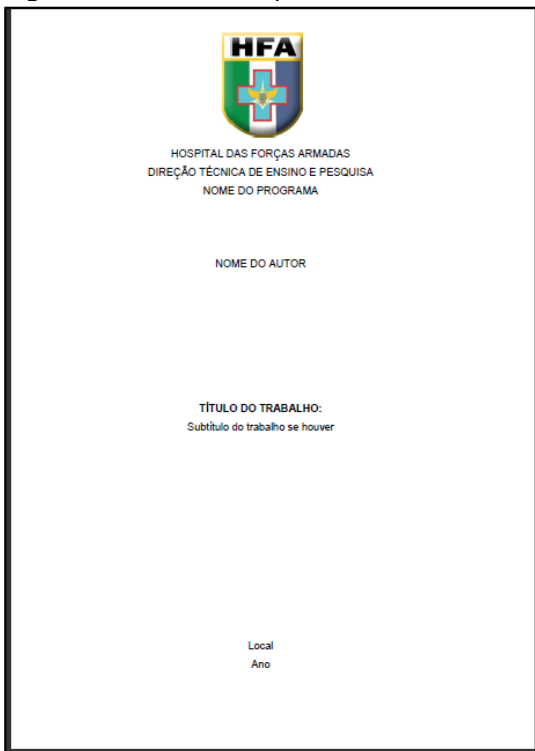 HFA
HOSPITAL DAS FORÇAS ARMADAS
DIREÇÃO TÉCNICA DE ENSINO E PESQUISA
NOME DO PROGRAMA
NOME DO AUTOR
TÍTULO DO TRABALHO:
Subtítulo do trabalho se houver
Local
Ano